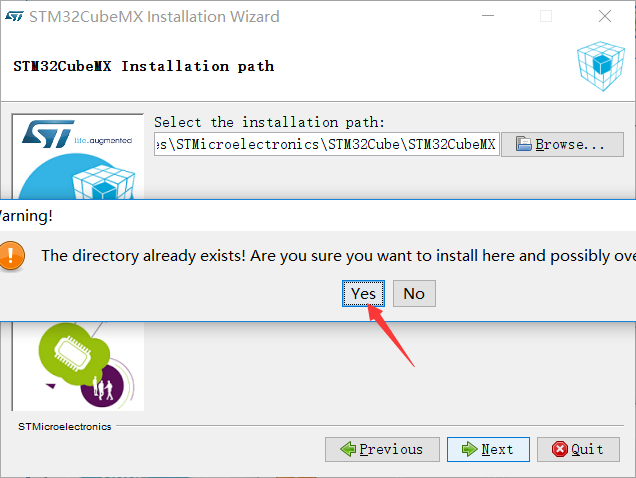 STM32CubeMX Installation Wizard
STM32CubeMX Installation path
ST
life.augmented
Select the installation path:
es\STMicroelectronics\STM32Cube\STM32CubeMX
Browse...
Warning!
The directory already exists! Are you sure you want to install here and possibly ove
Yes
No
STMicroelectronics
Previous
Next
Quit